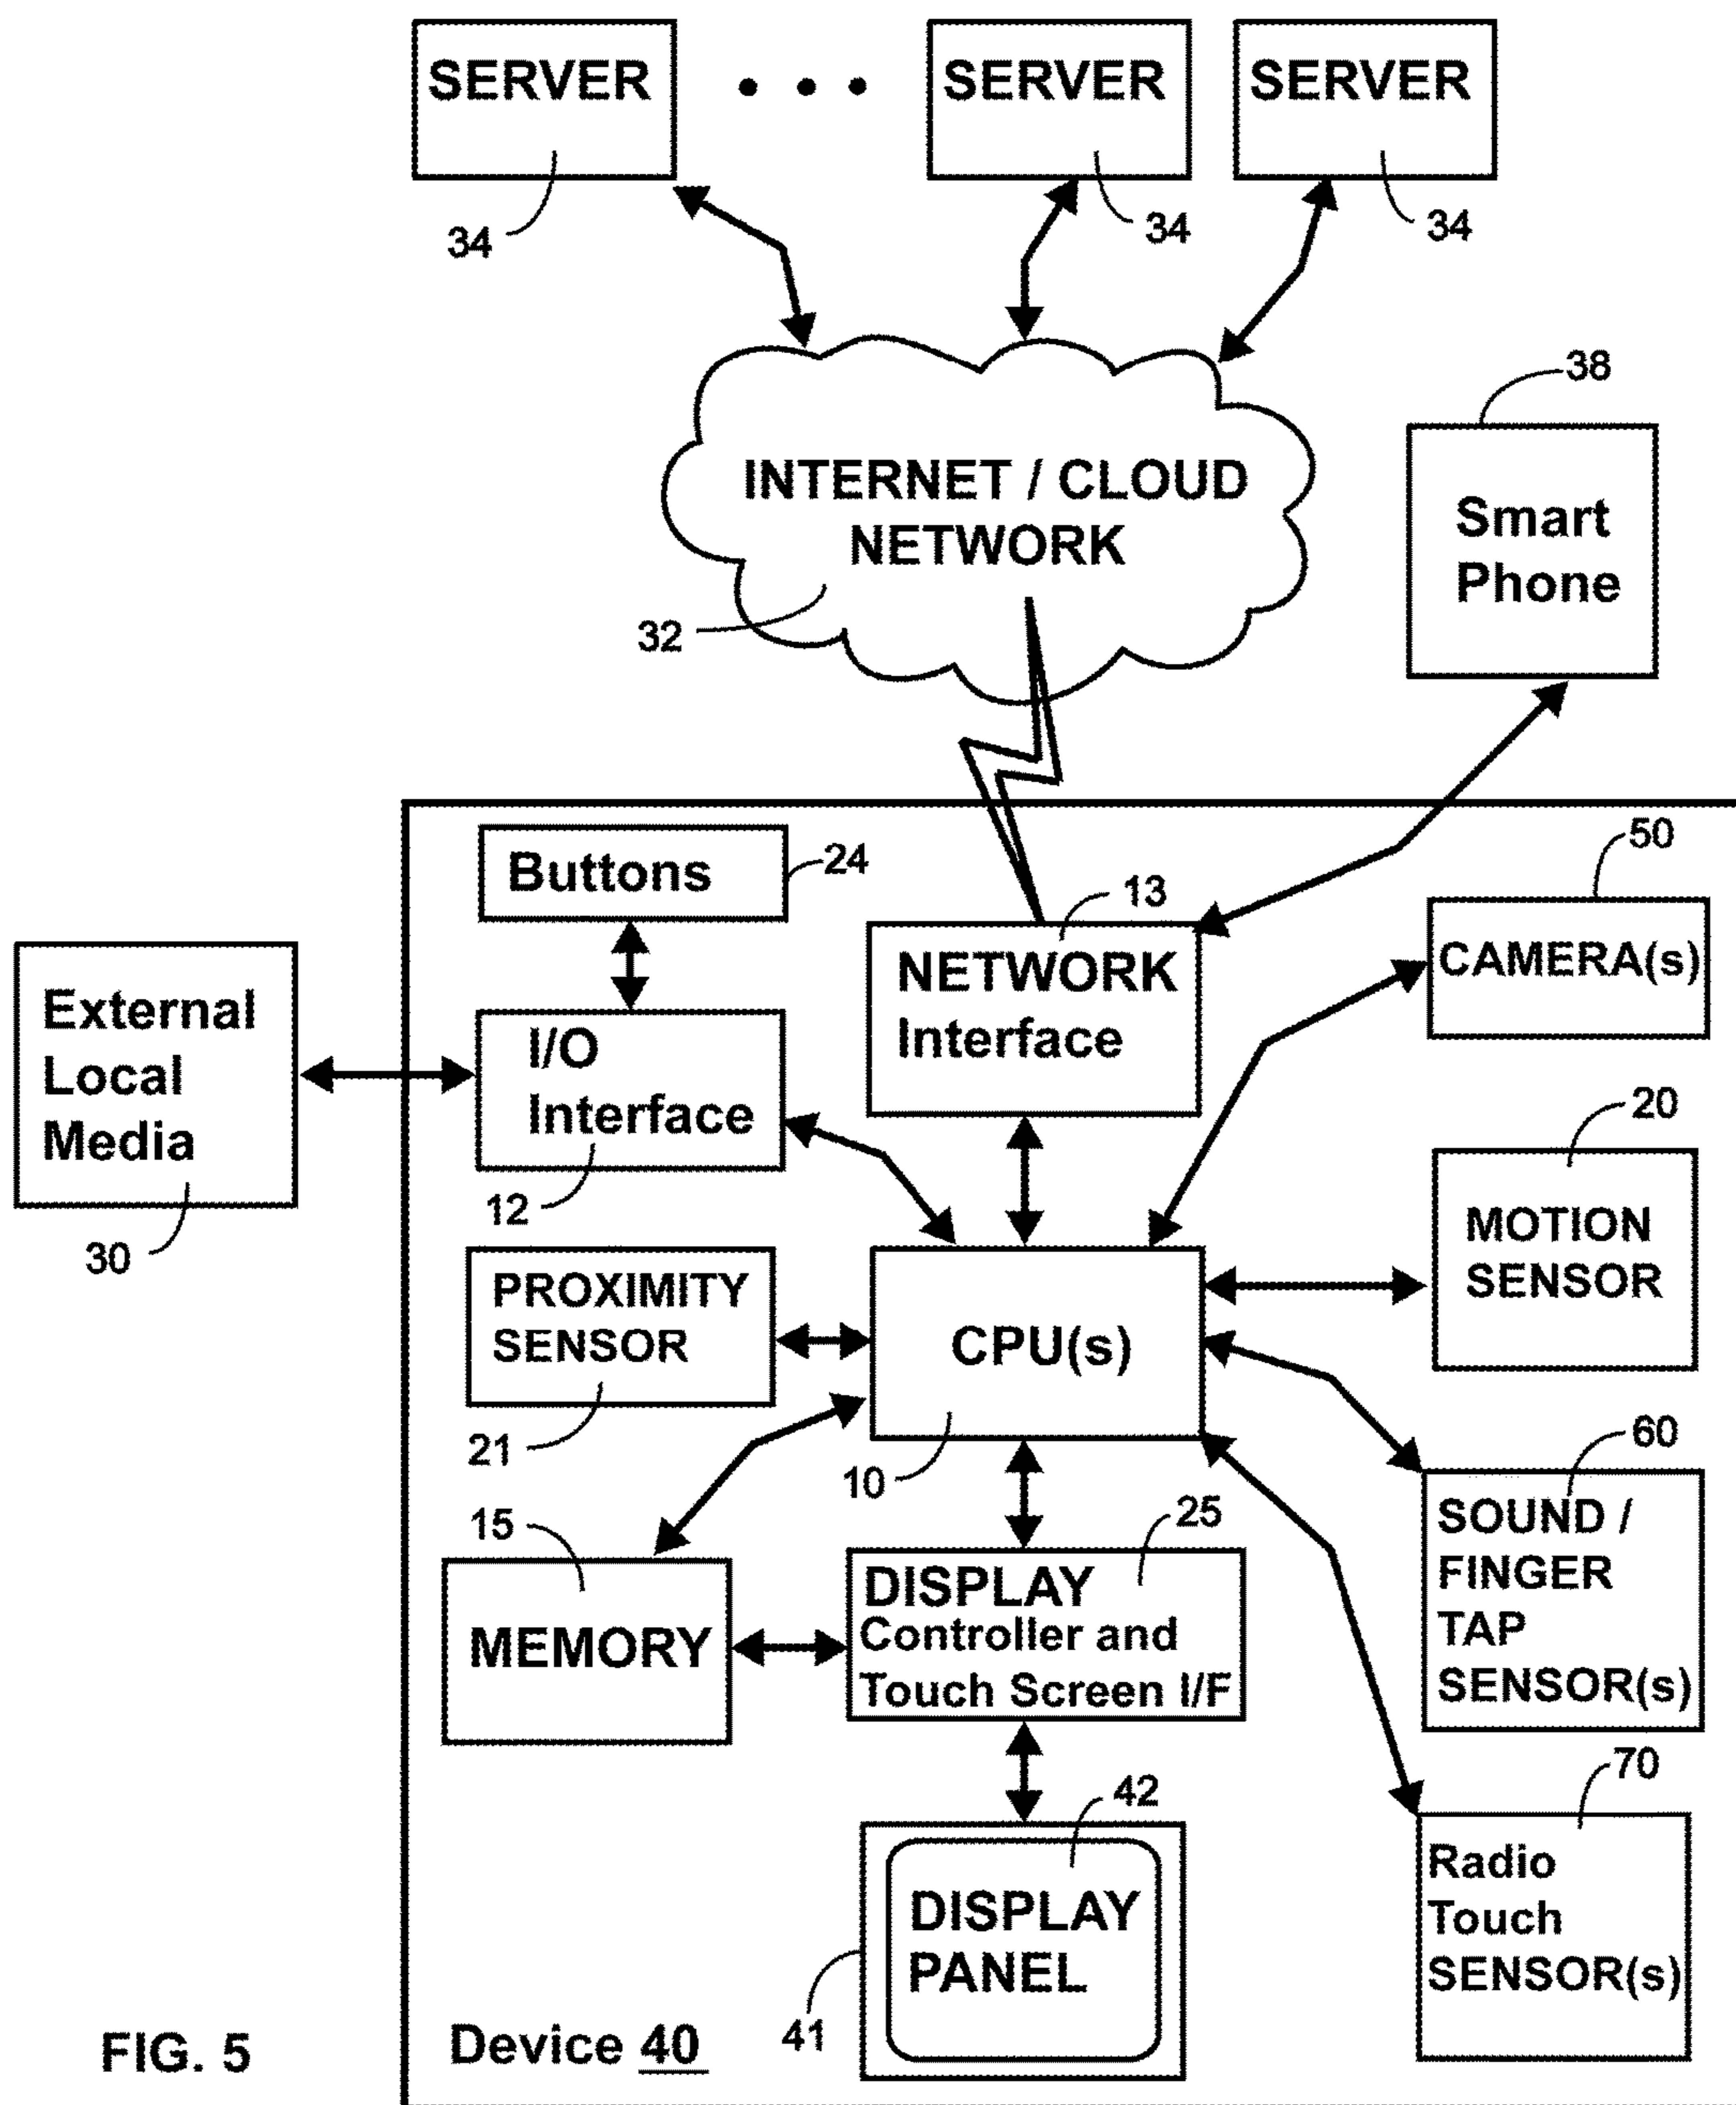 SERVER
34
• • •
SERVER
34
SERVER
34
INTERNET / CLOUD
NETWORK
32
38
Smart
Phone
Buttons
24
13
NETWORK
Interface
50
CAMERA(s)
External
Local
Media
30
I/O
Interface
12
20
MOTION
SENSOR
PROXIMITY
SENSOR
21
CPU(s)
10
60
SOUND /
FINGER
TAP
SENSOR(s)
15
MEMORY
25
DISPLAY
Controller and
Touch Screen I/F
70
Radio
Touch
SENSOR(s)
42
DISPLAY
PANEL
41
Device 40
FIG. 5